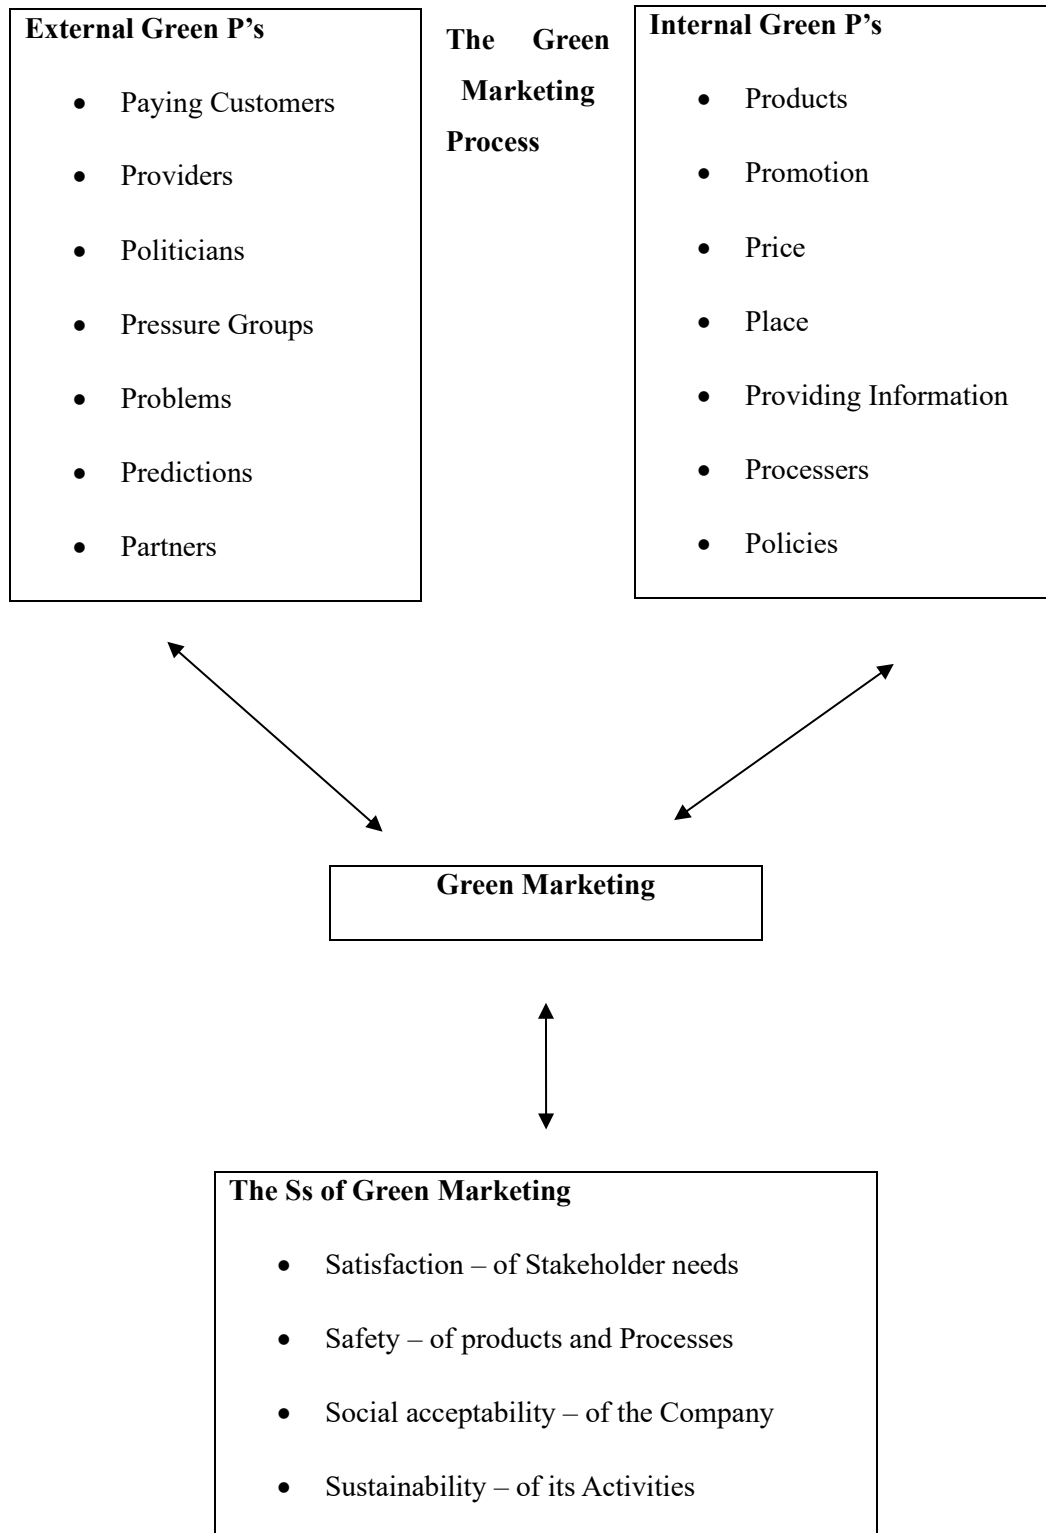 External Green P’s
• Paying Customers
• Providers
• Politicians
• Pressure Groups
• Problems
• Predictions
• Partners
The Green
Marketing
Process
Internal Green P’s
• Products
• Promotion
• Price
• Place
• Providing Information
• Processers
• Policies
Green Marketing
The Ss of Green Marketing
• Satisfaction – of Stakeholder needs
• Safety – of products and Processes
• Social acceptability – of the Company
• Sustainability – of its Activities